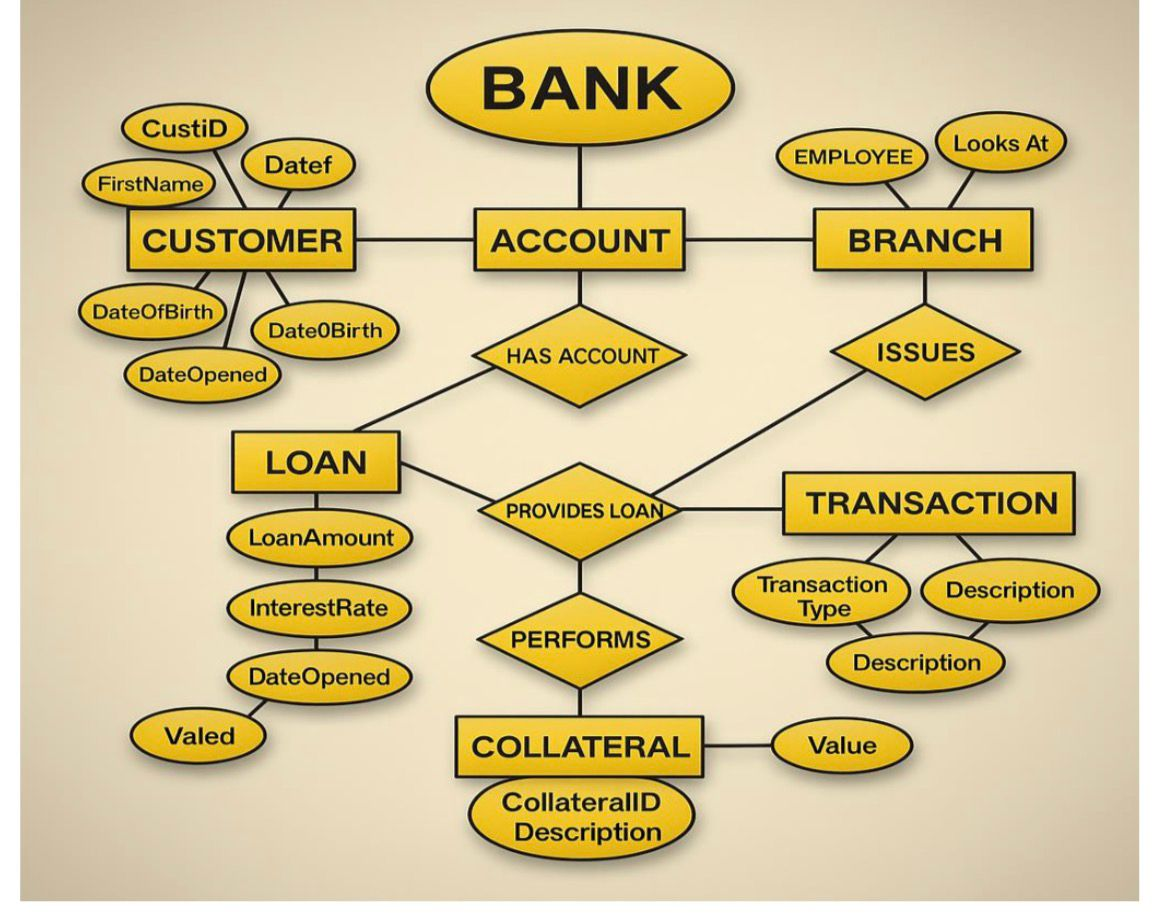 BANK
CustiD
Datef
FirstName
EMPLOYEE
Looks At
CUSTOMER
ACCOUNT
BRANCH
DateOfBirth
Date0Birth
DateOpened
HAS ACCOUNT
ISSUES
LOAN
PROVIDES LOAN
TRANSACTION
LoanAmount
InterestRate
DateOpened
Valed
Transaction
Type
Description
Description
PERFORMS
COLLATERAL
Value
CollateralID
Description